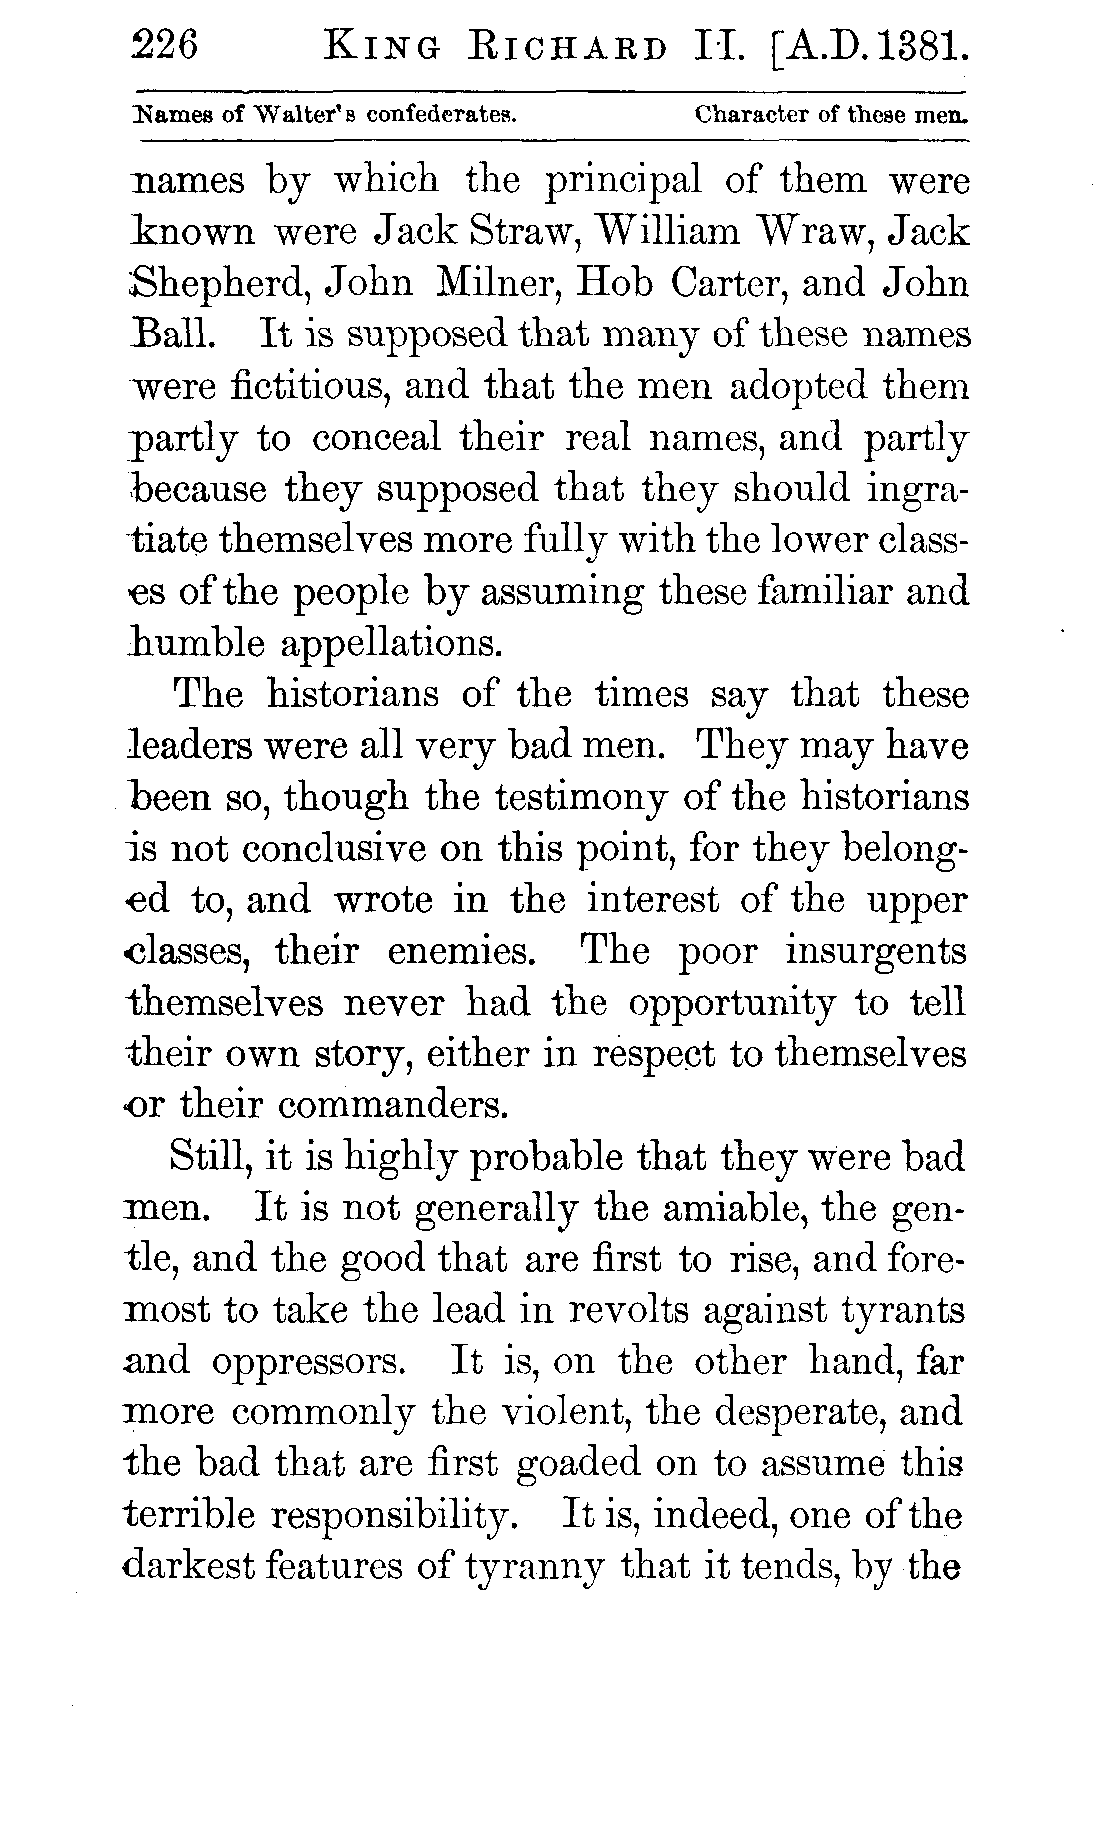 226 KING RICHARD II. [A.D. 1381.
Names of Walter's confederates. Character of these men.
names by which the principal of them were
known were Jack Straw, William Wraw, Jack
Shepherd, John Milner, Hob Carter, and John
Ball. It is supposed that many of these names
were fictitious, and that the men adopted them
partly to conceal their real names, and partly
because they supposed that they should ingra-
tiate themselves more fully with the lower class-
es of the people by assuming these familiar and
humble appellations.
The historians of the times say that these
leaders were all very bad men. They may have
been so, though the testimony of the historians
is not conclusive on this point, for they belong-
ed to, and wrote in the interest of the upper
classes, their enemies. The poor insurgents
themselves never had the opportunity to tell
their own story, either in respect to themselves
or their commanders.
Still, it is highly probable that they were bad
men. It is not generally the amiable, the gen-
tle, and the good that are first to rise, and fore-
most to take the lead in revolts against tyrants
and oppressors. It is, on the other hand, far
more commonly the violent, the desperate, and
the bad that are first goaded on to assume this
terrible responsibility. It is, indeed, one of the
darkest features of tyranny that it tends, by the